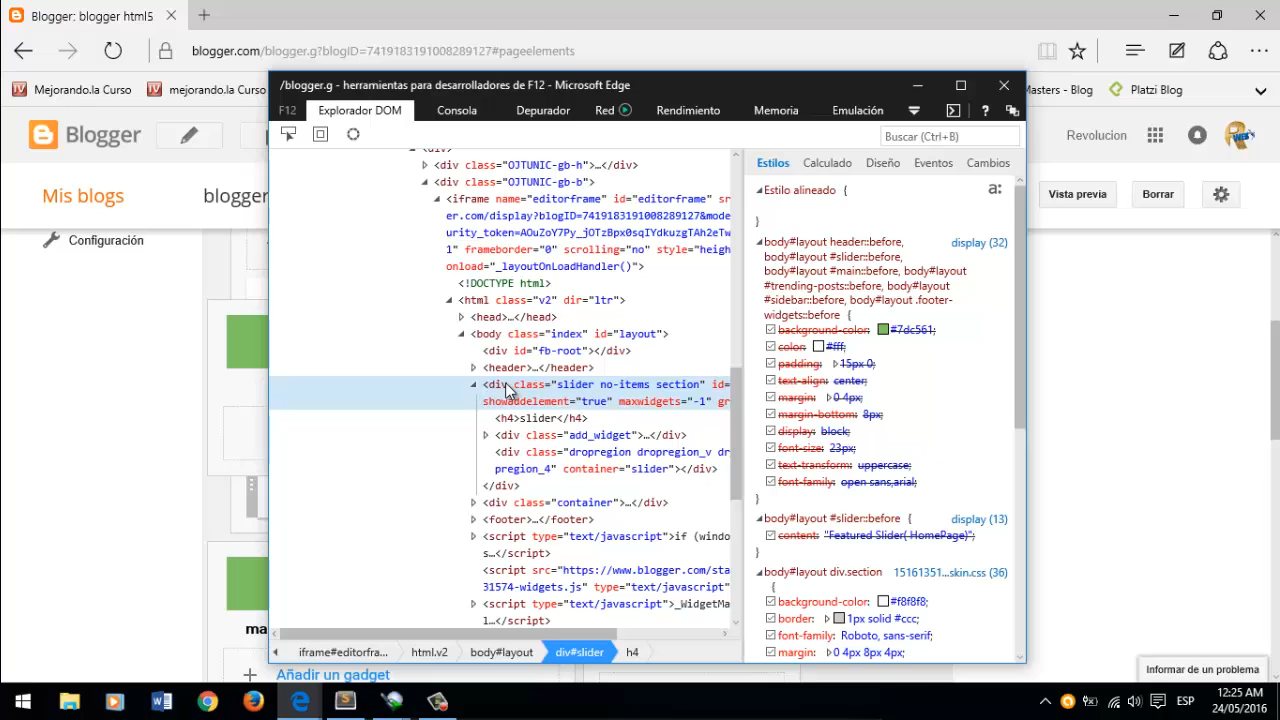 Blogger: blogger html5
blogger.com/blogger.g?blogID=7419183191008289127#pageelements
Mejorando.la Curso
mejorando.la Curso
Masters - Blog
Platzi Blog
/blogger.g - herramientas para desarrolladores de F12 - Microsoft Edge
F12
Explorador DOM
Consola
Depurador
Red
Rendimiento
Memoria
Emulación
Blogger
Buscar (Ctrl+B)
Revolucion
Mis blogs
blogger
Vista previa
Borrar
Configuración
<div class="OJTUNIC-gb-h">…</div>
<div class="OJTUNIC-gb-b">
<iframe name="editorframe" id="editorframe" sr
er.com/display?blogID=7419183191008289127&mode
urity_token=AOuZoY7Py_jOTzBpx0sqIYdkuzgTAh2eTw
1" frameborder="0" scrolling="no" style="heigh
onload="_layoutOnLoadHandler()">
<!DOCTYPE html>
<html class="v2" dir="ltr">
<head>…</head>
<body class="index" id="layout">
<div id="fb-root"></div>
<header>…</header>
<div class="slider no-items section" id=
showaddelement="true" maxwidgets="-1" gr
<h4>slider</h4>
<div class="add_widget">…</div>
<div class="dropregion dropregion_v dr
pregion_4" container="slider"></div>
</div>
<div class="container">…</div>
<footer>…</footer>
<script type="text/javascript">if (windo
s…</script>
<script src="https://www.blogger.com/sta
31574-widgets.js" type="text/javascript"
<script type="text/javascript">_WidgetMa
l…</script>
iframe#editorfra...
html.v2
body#layout
div#slider
h4
Estilos
Calculado
Diseño
Eventos
Cambios
Estilo alineado {
a:
}
body#layout header::before, display (32)
body#layout #slider::before,
body#layout #main::before, body#layout
#trending-posts::before, body#layout
#sidebar::before, body#layout .footer-
widgets::before {
background-color: #7dc561;
color: #fff;
padding: 15px 0;
text-align: center;
margin: 0 4px;
margin-bottom: 8px;
display: block;
font-size: 23px;
text-transform: uppercase;
font-family: open sans,arial;
}
body#layout #slider::before { display (13)
content: "Featured Slider( HomePage)";
}
body#layout div.section 15161351...skin.css (36)
{
background-color: #f8f8f8;
border: 1px solid #ccc;
font-family: Roboto, sans-serif;
margin: 0 4px 8px 4px;
ma
Añadir un gadget
Informar de un problema
ESP
12:25 AM
24/05/2016